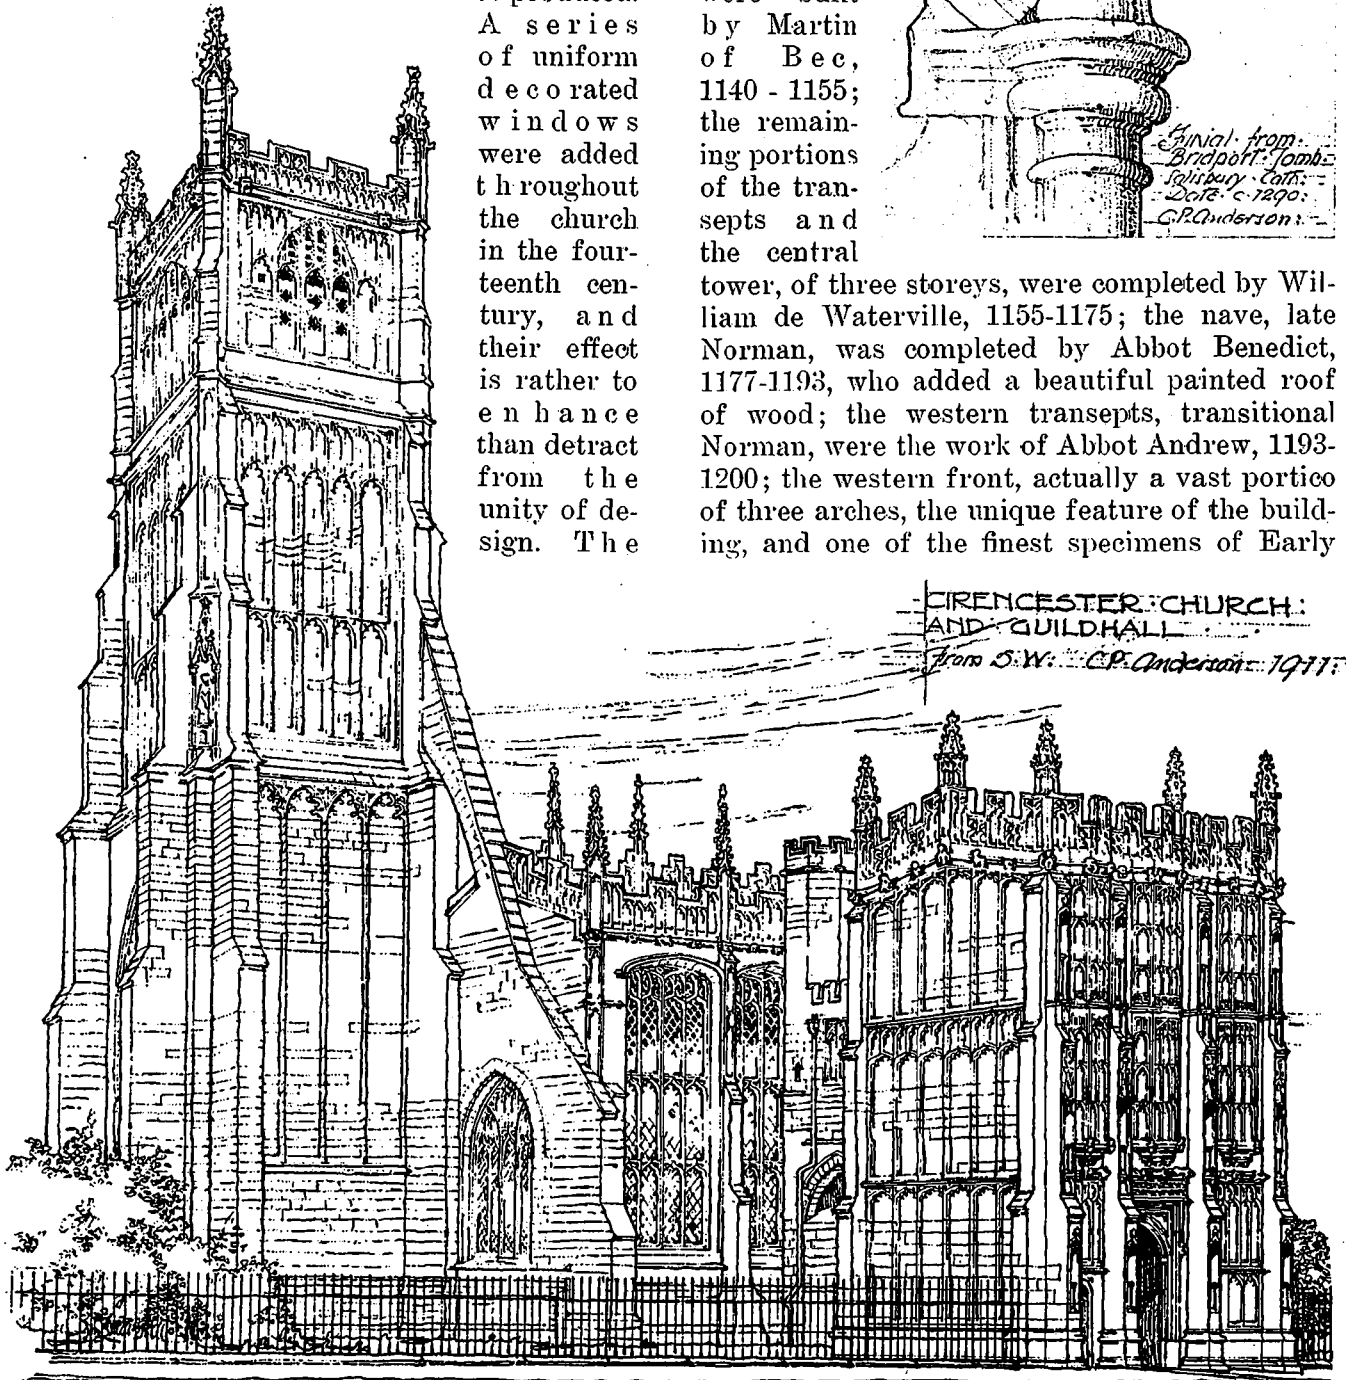 A series
of uniform
decorated
windows
were added
throughout
the church
in the four-
teenth cen-
tury, and
their effect
is rather to
enhance
than detract
from the
unity of de-
sign. The
were built
by Martin
of Bec,
1140 - 1155;
the remain-
ing portions
of the tran-
septs and
the central
tower, of three storeys, were completed by Wil-
liam de Waterville, 1155-1175; the nave, late
Norman, was completed by Abbot Benedict,
1177-1193, who added a beautiful painted roof
of wood; the western transepts, transitional
Norman, were the work of Abbot Andrew, 1193-
1200; the western front, actually a vast portico
of three arches, the unique feature of the build-
ing, and one of the finest specimens of Early
Finial from
Bridport Tomb
Salisbury Cath:
Date c 1290:
C.P. Anderson:
CIRENCESTER CHURCH:
AND GUILDHALL
from S.W. C.P. Anderson 1911: